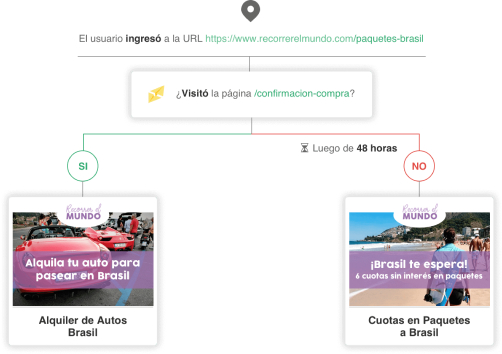 El usuario ingresó a la URL https://www.recorrerelmundo.com/paquetes-brasil
¿Visitó la página /confirmacion-compra?
Luego de 48 horas
SI
NO
Recorrer el
MUNDO
Alquila tu auto para
pasear en Brasil
Alquiler de Autos
Brasil
Recorrer el
MUNDO
¡Brasil te espera!
6 cuotas sin interés en paquetes
Cuotas en Paquetes
a Brasil